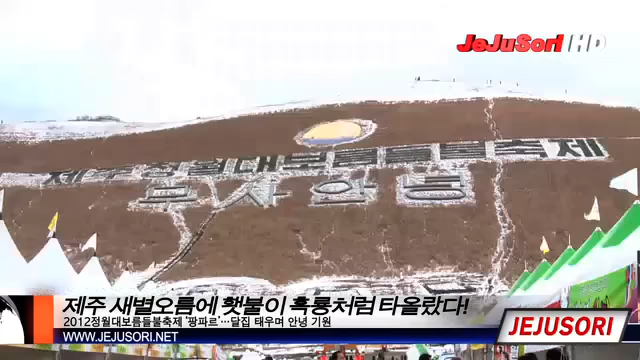 JeJuSori HD
제주정월대보름들불축제
무사안녕
제주 새별오름에 횃불이 흑룡처럼 타올랐다!
2012정월대보름들불축제 '팡파르'…달집 태우며 안녕 기원
WWW.JEJUSORI.NET
JEJUSORI